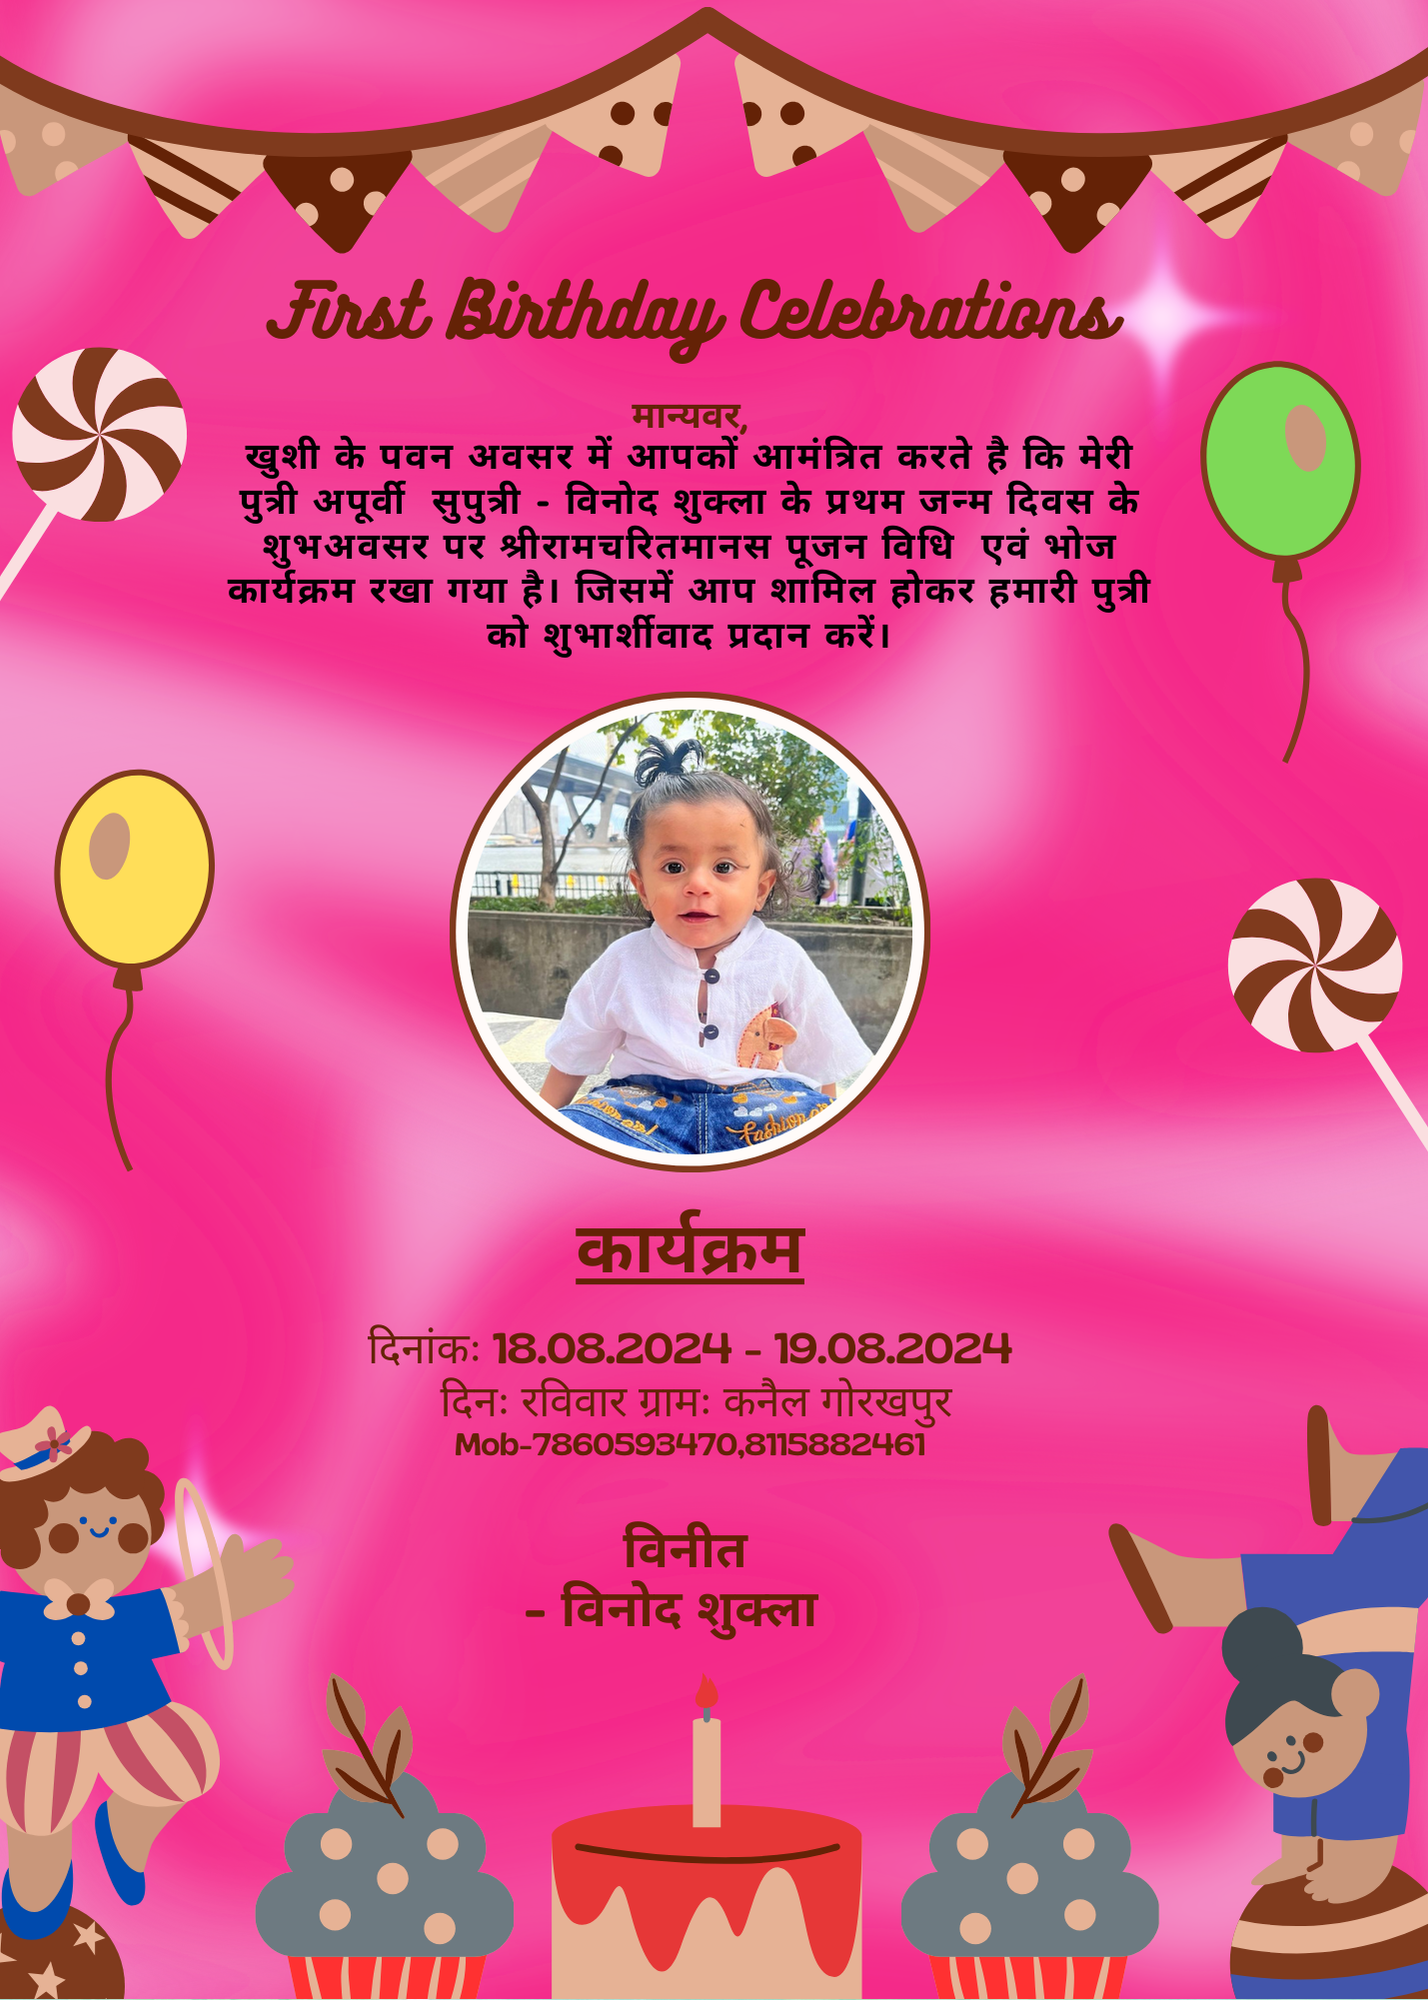 First Birthday Celebrations
मान्यवर,
खुशी के पवन अवसर में आपकों आमंत्रित करते है कि मेरी
पुत्री अपूर्वी सुपुत्री - विनोद शुक्ला के प्रथम जन्म दिवस के
शुभअवसर पर श्रीरामचरितमानस पूजन विधि एवं भोज
कार्यक्रम रखा गया है। जिसमें आप शामिल होकर हमारी पुत्री
को शुभार्शीवाद प्रदान करें।
कार्यक्रम
दिनांकः 18.08.2024 - 19.08.2024
दिनः रविवार ग्रामः कनैल गोरखपुर
Mob-7860593470,8115882461
विनीत
- विनोद शुक्ला